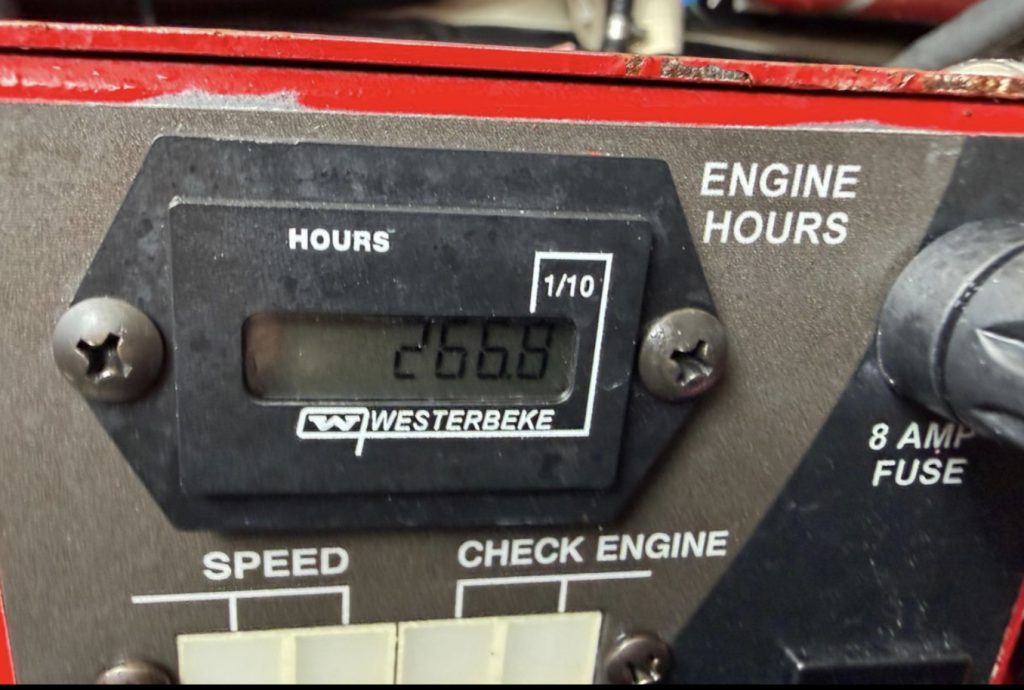 ENGINE
HOURS
HOURS
1/10
266.8
WESTERBEKE
8 AMP
FUSE
SPEED
CHECK ENGINE